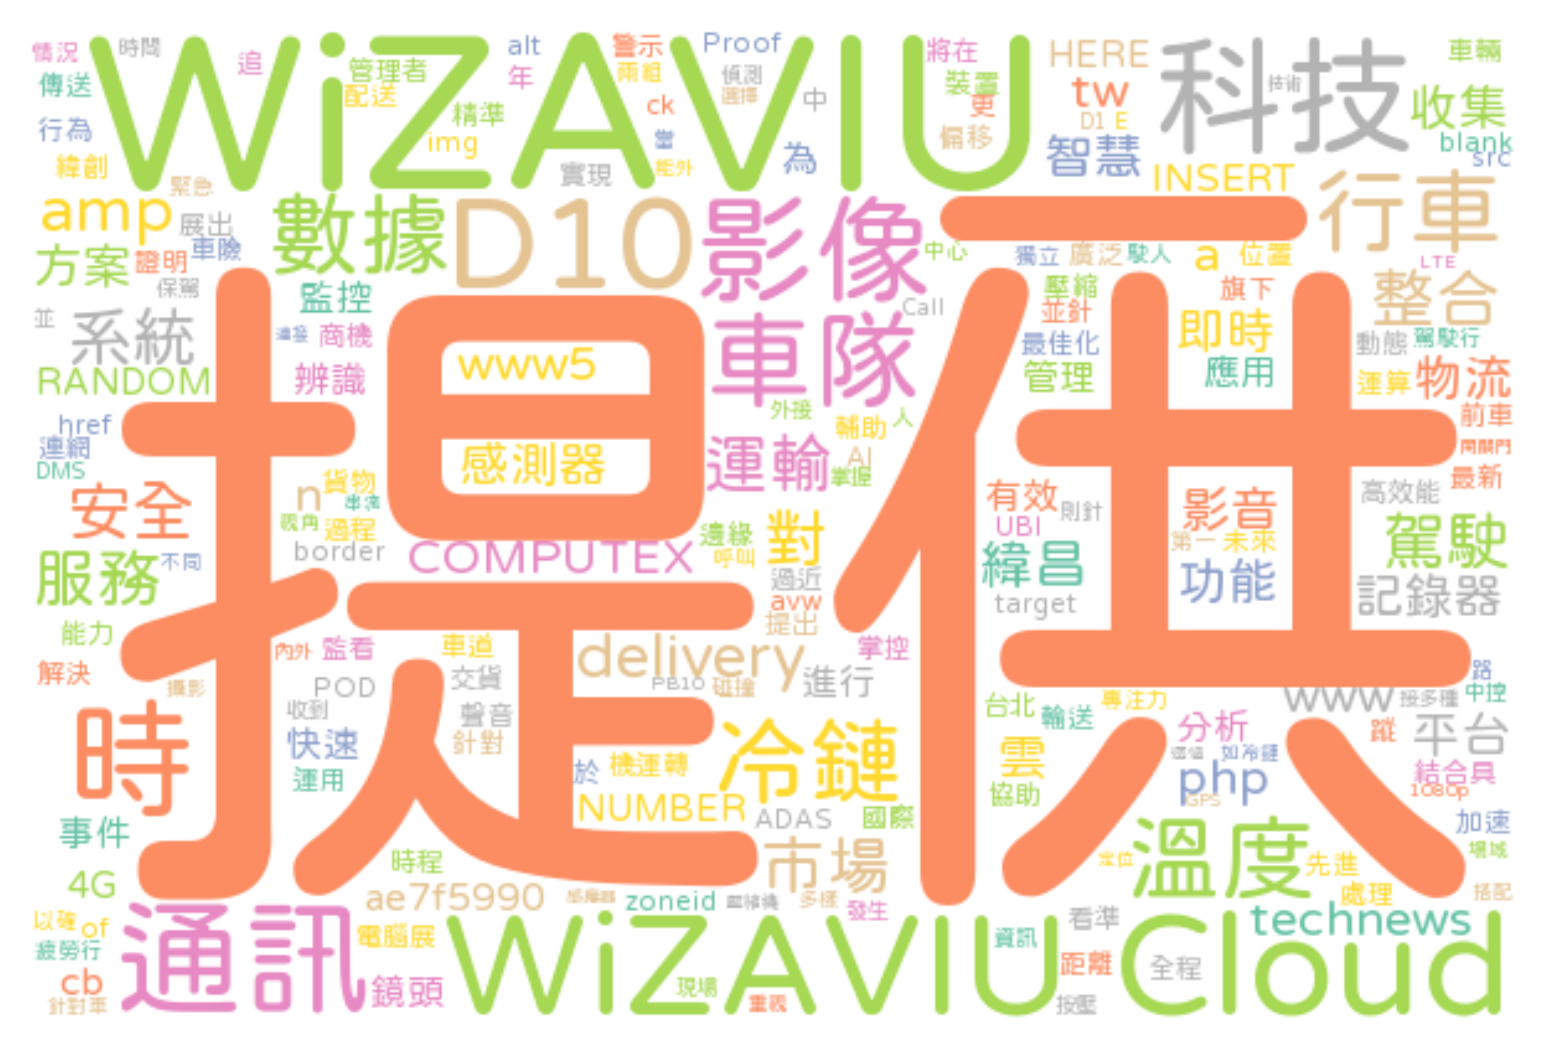 情況 時間 追 管理者 配送 alt 年 警示 兩組 Proof 偵測 選擇 中 將在 裝置 更 偏移 HERE tw D1 E 科技 技術 車輛
傳送 WiZAVIU 精準 ck 收集
行為 img 當 為 智慧 blank
緯創 緊急 實現 能外 INSERT src
amp 展出 數據 D10 影像 一 行車
方案 證明 車險 中心 獨立 廣泛 駛人 a 位置 LTE
保駕 監控 Call 壓縮 旗下 整合
並 系統 連接 商機 www5 車隊 並針 即時 動態 駕駛行
最佳化
RANDOM 辨識 管理 應用 運算 物流
href 提供 外接 輔助 人 前車
連網 感測器 運輸 AI 開關門
DMS 貨物 掌握 最新
安全 n 串流 有效 則針 影音 高效能
視角 過程 UBI
服務 不同 border COMPUTEX 邊緣 呼叫 對 緯昌 第一 未來 駕駛
過近 功能 記錄器
能力 avw target
提出
內外 監看 車道 delivery 掌控 路
解決 攝影 POD 交貨 PB10 碰撞 進行 專注力 www 接多種 中控
時 收到 聲音 台北 輸送 分析 蹤 平台
快速 針對 冷鏈 雲 如冷鏈
運用 於 機運轉 協助 php 結合具
GPS 1080p
事件 NUMBER ADAS 國際 加速
時程 市場 定位 溫度 先進 場域
4G ae7f5990 感應器 zoneid 多樣 處理 搭配
以確 of 通訊 電腦展 發生 看準 technews
疲勞行 WiZAVIU Cloud 資訊
cb 鏡頭 現場 距離 全程
針對車 重視 按壓